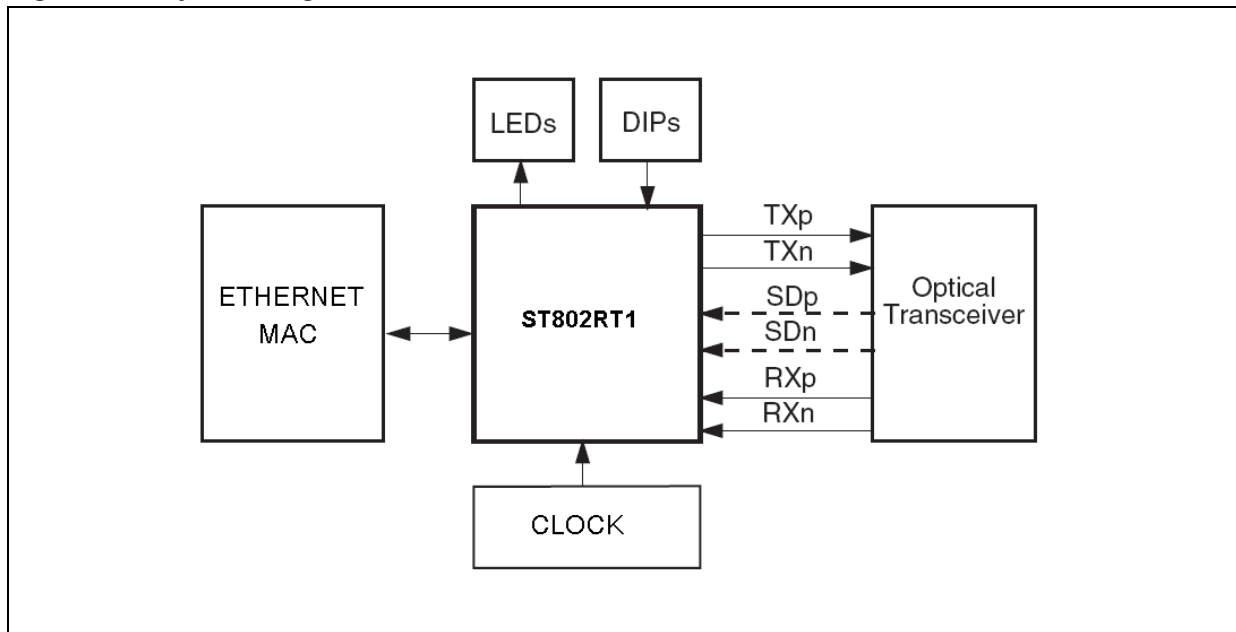 LEDs
DIPs
ETHERNET
MAC
ST802RT1
TXp
TXn
SDp
SDn
RXp
RXn
Optical
Transceiver
CLOCK